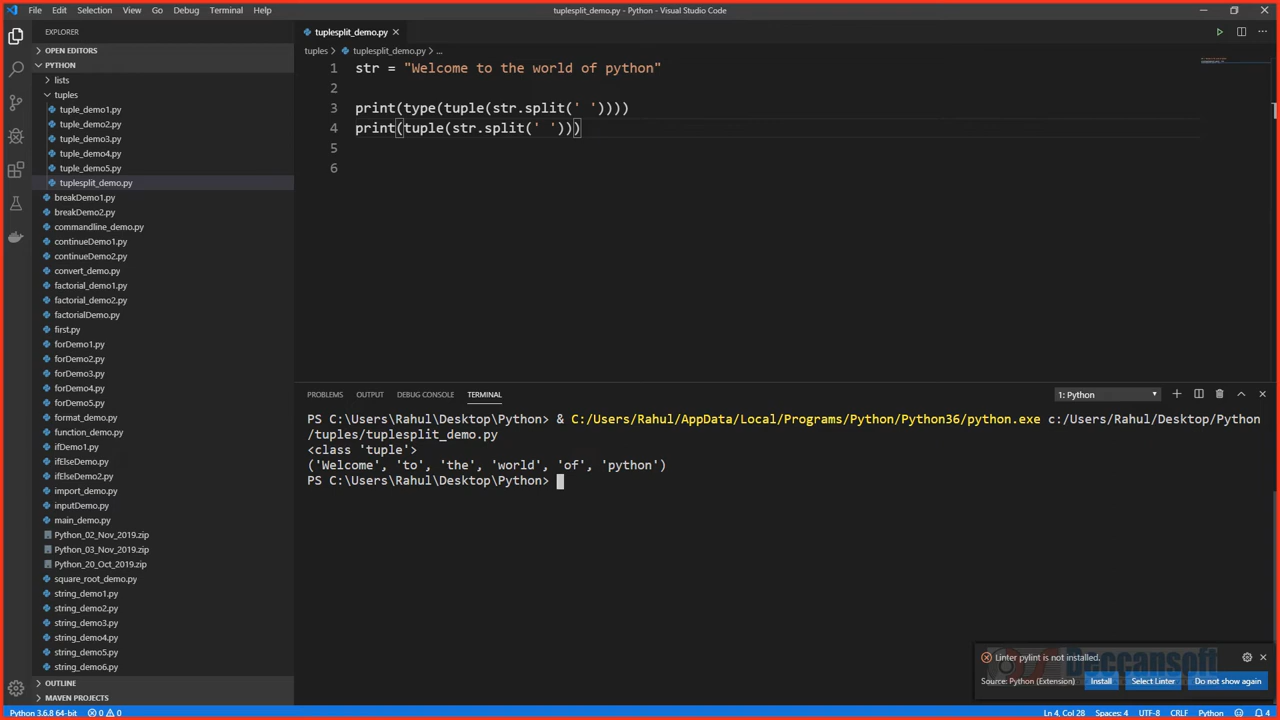 File Edit Selection View Go Debug Terminal Help
tuplesplit_demo.py - Python - Visual Studio Code
EXPLORER
OPEN EDITORS
PYTHON
lists
tuples
tuple_demo1.py
tuple_demo2.py
tuple_demo3.py
tuple_demo4.py
tuple_demo5.py
tuplesplit_demo.py
breakDemo1.py
breakDemo2.py
commandline_demo.py
continueDemo1.py
continueDemo2.py
convert_demo.py
factorial_demo1.py
factorial_demo2.py
factorialDemo.py
first.py
forDemo1.py
forDemo2.py
forDemo3.py
forDemo4.py
forDemo5.py
format_demo.py
function_demo.py
ifDemo1.py
ifElseDemo.py
ifElseDemo2.py
import_demo.py
inputDemo.py
main_demo.py
Python_02_Nov_2019.zip
Python_03_Nov_2019.zip
Python_20_Oct_2019.zip
square_root_demo.py
string_demo1.py
string_demo2.py
string_demo3.py
string_demo4.py
string_demo5.py
string_demo6.py
OUTLINE
MAVEN PROJECTS
tuplesplit_demo.py
tuples > tuplesplit_demo.py > ...
1 str = "Welcome to the world of python"
2
3 print(type(tuple(str.split(' '))))
4 print(tuple(str.split(' ')))
5
6
PROBLEMS OUTPUT DEBUG CONSOLE TERMINAL
1: Python
PS C:\Users\Rahul\Desktop\Python> & C:/Users/Rahul/AppData/Local/Programs/Python/Python36/python.exe c:/Users/Rahul/Desktop/Python
/tuples/tuplesplit_demo.py
<class 'tuple'>
('Welcome', 'to', 'the', 'world', 'of', 'python')
PS C:\Users\Rahul\Desktop\Python>
Linter pylint is not installed.
Deccansoft
Source: Python (Extension) Install Select Linter Do not show again
Python 3.6.8 64-bit 0 0 Ln 4, Col 28 Spaces: 4 UTF-8 CRLF Python 4